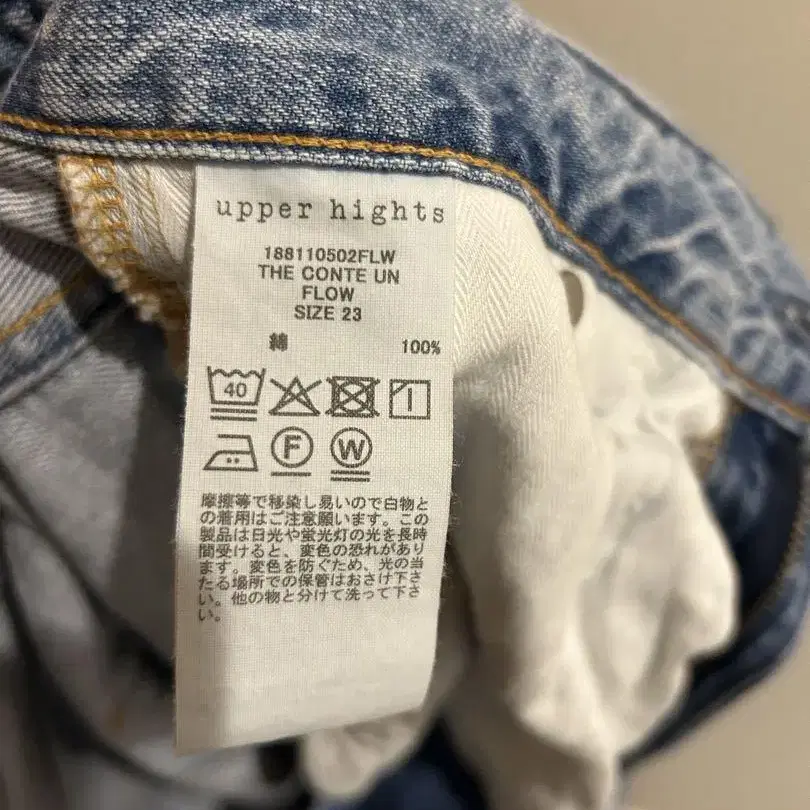 upper hights
188110502FLW
THE CONTE UN
FLOW
SIZE 23
綿 100%
40
F W
摩擦等で移染し易いので白物と
の着用はご注意願います。この
製品は日光や蛍光灯の光を長時
間受けると、変色の恐れがあり
ます。変色を防ぐため、光の当
たる場所での保管はおさけ下さ
い。他の物と分けて洗って下さ
い。